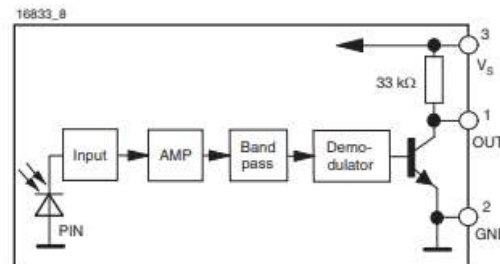 16833_8
3
VS
33 kΩ
1
OUT
Input
AMP
Band
pass
Demo-
dulator
2
GND
PIN